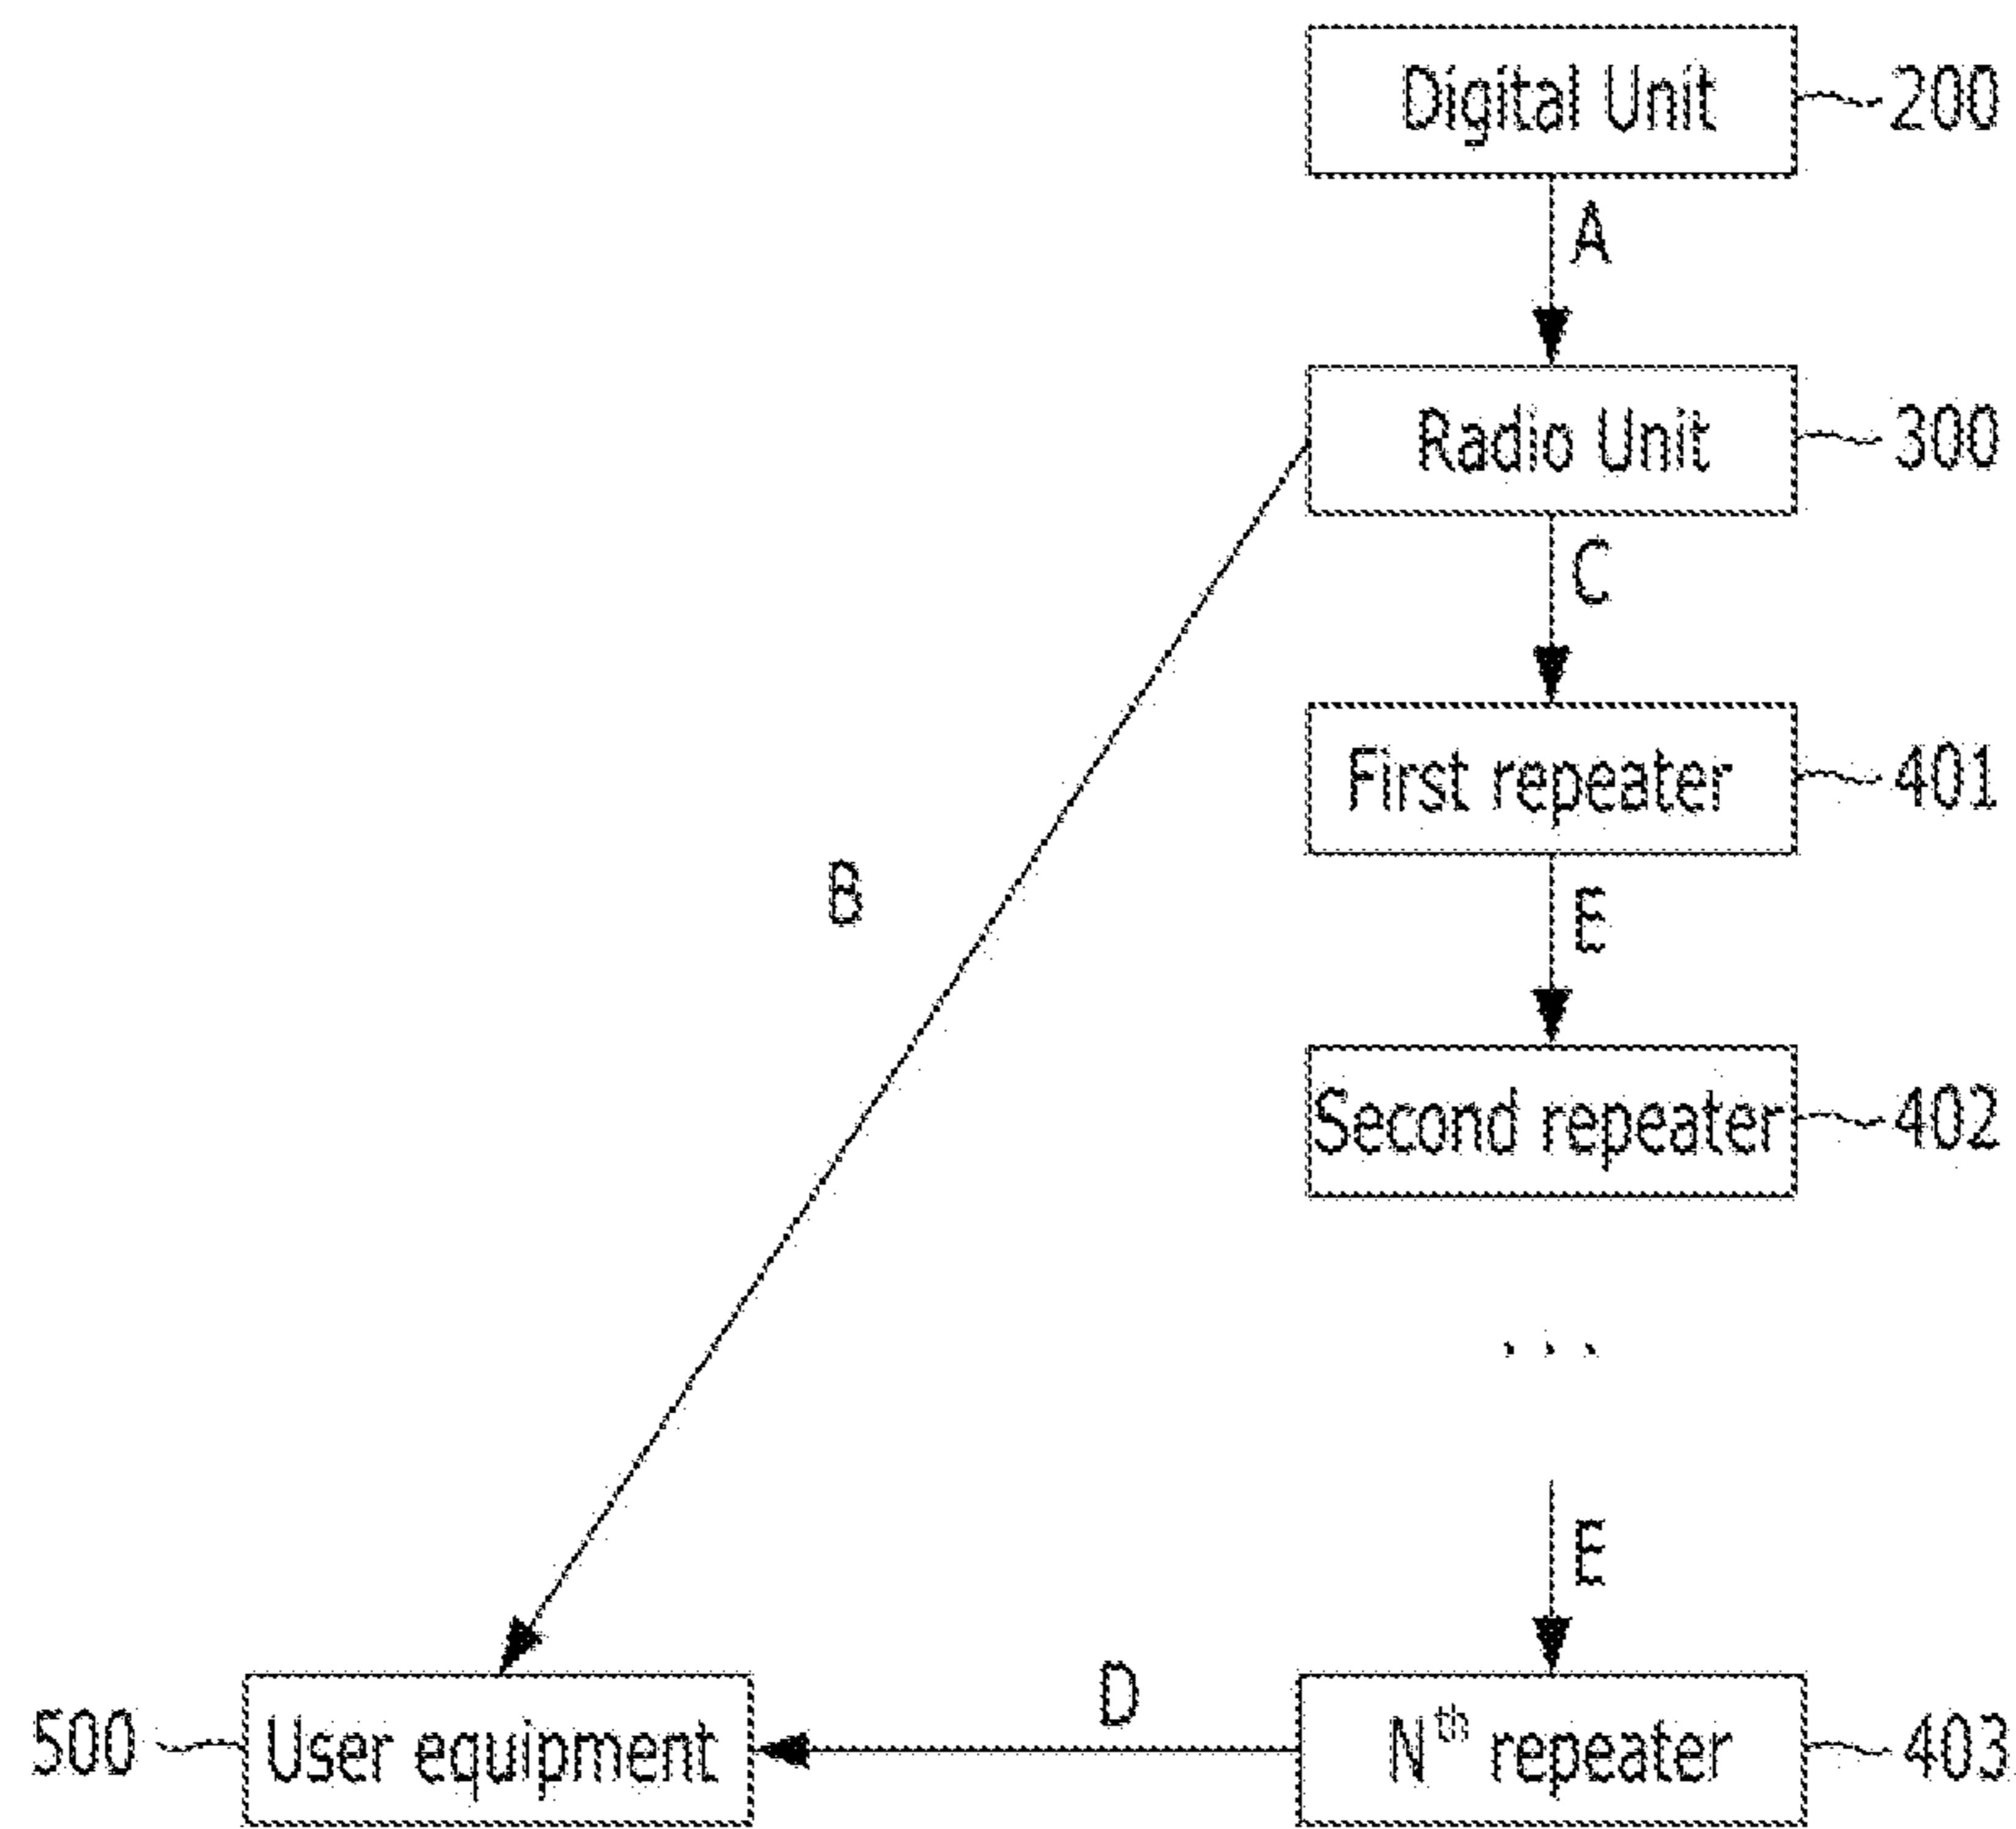 Digital Unit 200
A
Radio Unit 300
C
First repeater 401
B
E
Second repeater 402
...
E
D
500 User equipment
Nth repeater 403